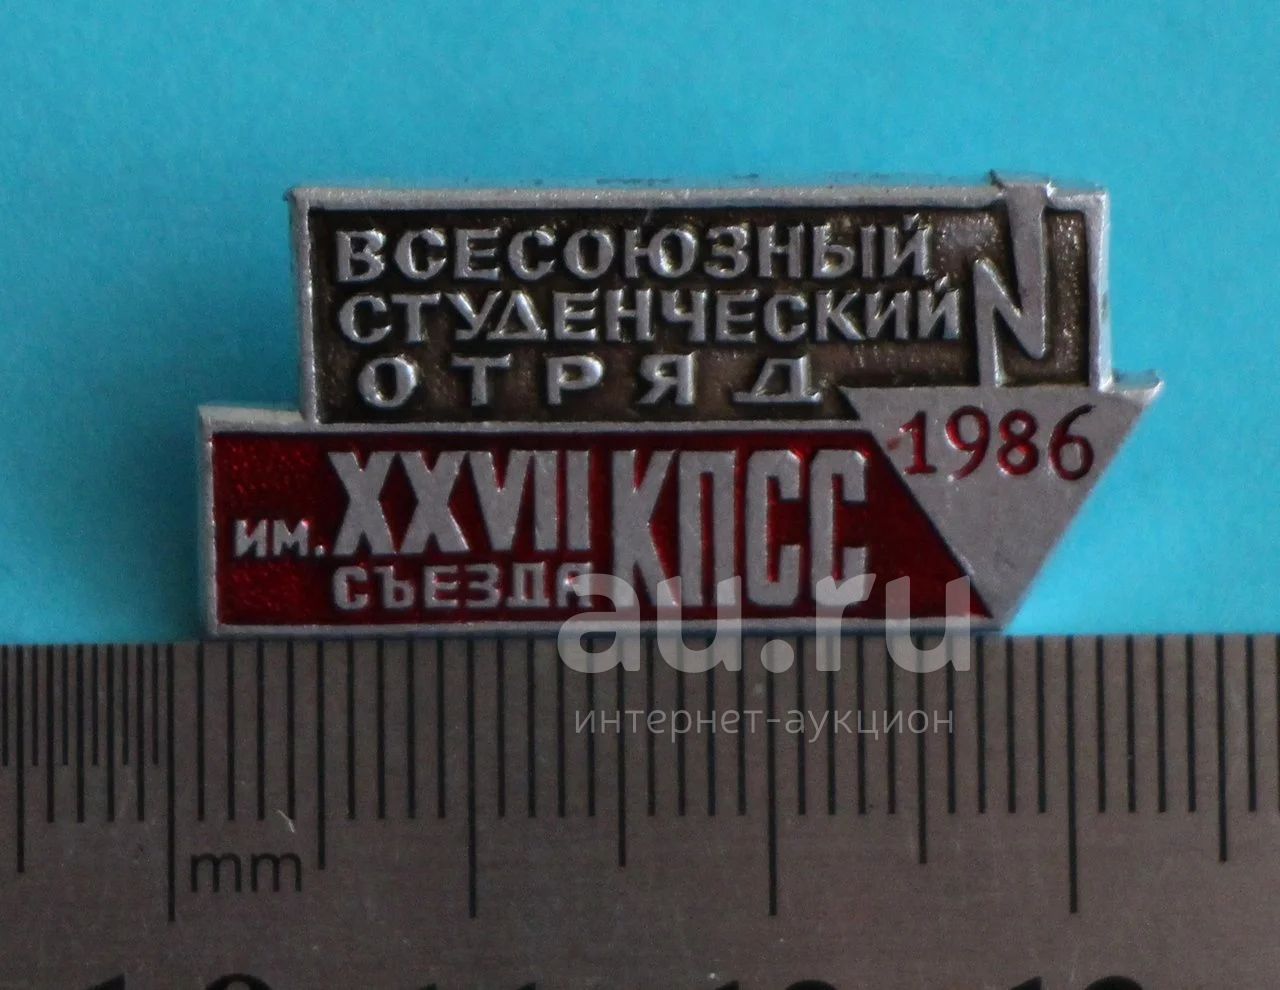 ВСЕСОЮЗНЫЙ
СТУДЕНЧЕСКИЙ
ОТРЯД
1986
им. XXVII СЪЕЗДА КПСС
au.ru
интернет-аукцион
mm